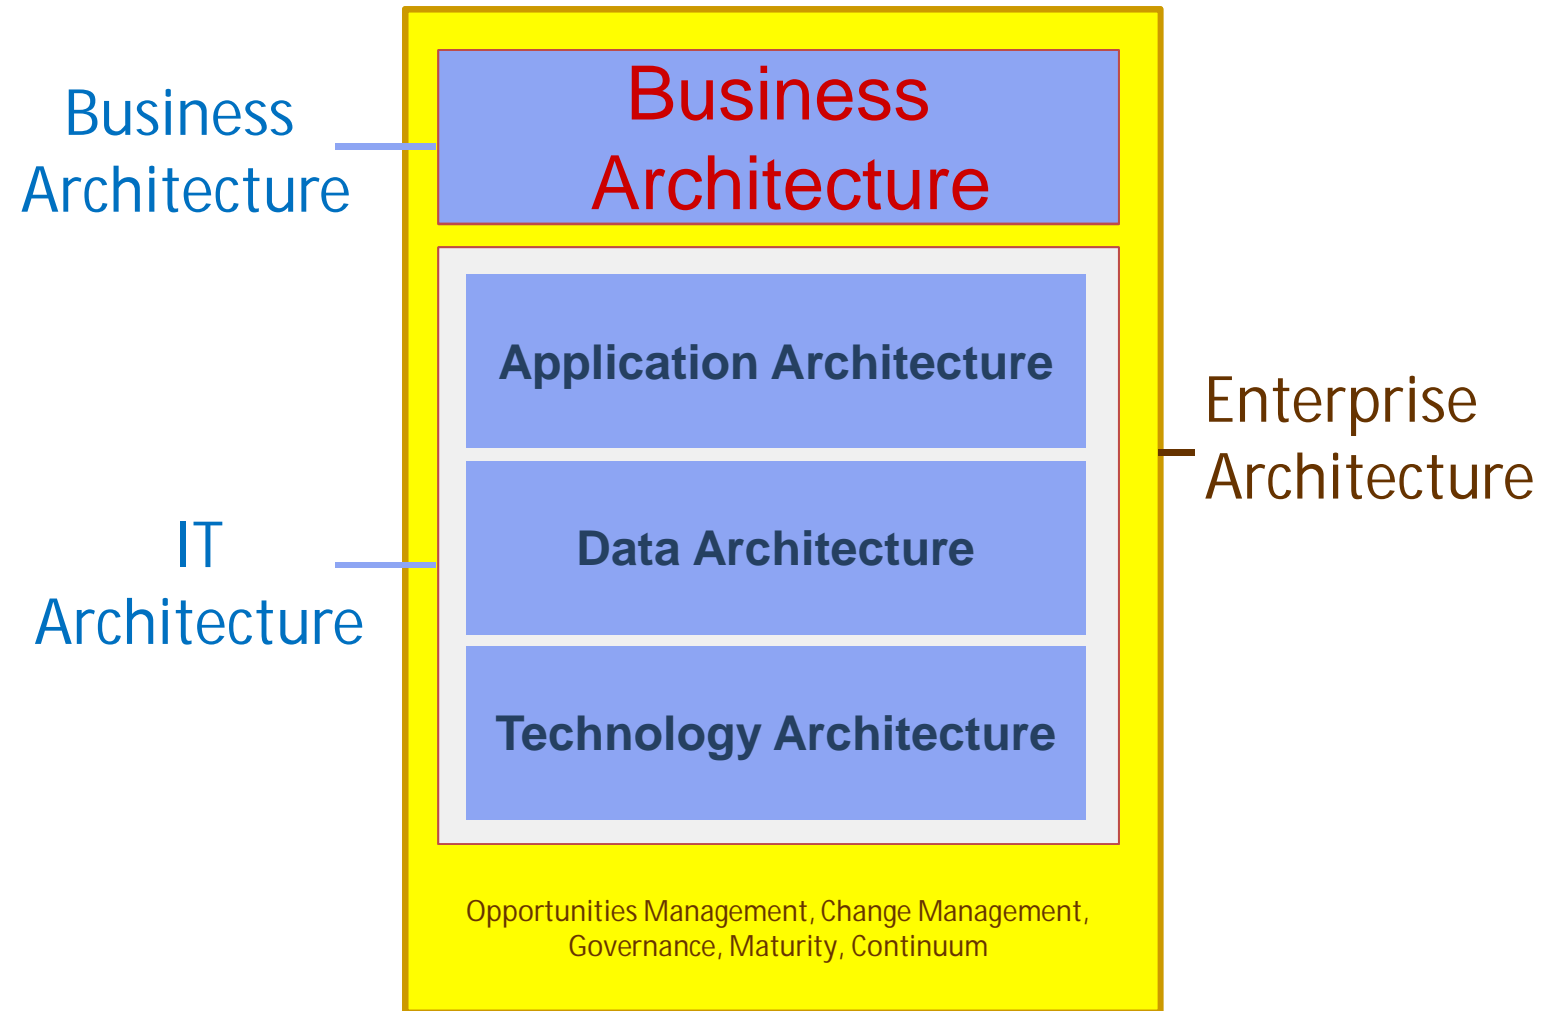 Business
Architecture
Business
Architecture
Application Architecture
Data Architecture
Technology Architecture
IT
Architecture
Enterprise
Architecture
Opportunities Management, Change Management,
Governance, Maturity, Continuum